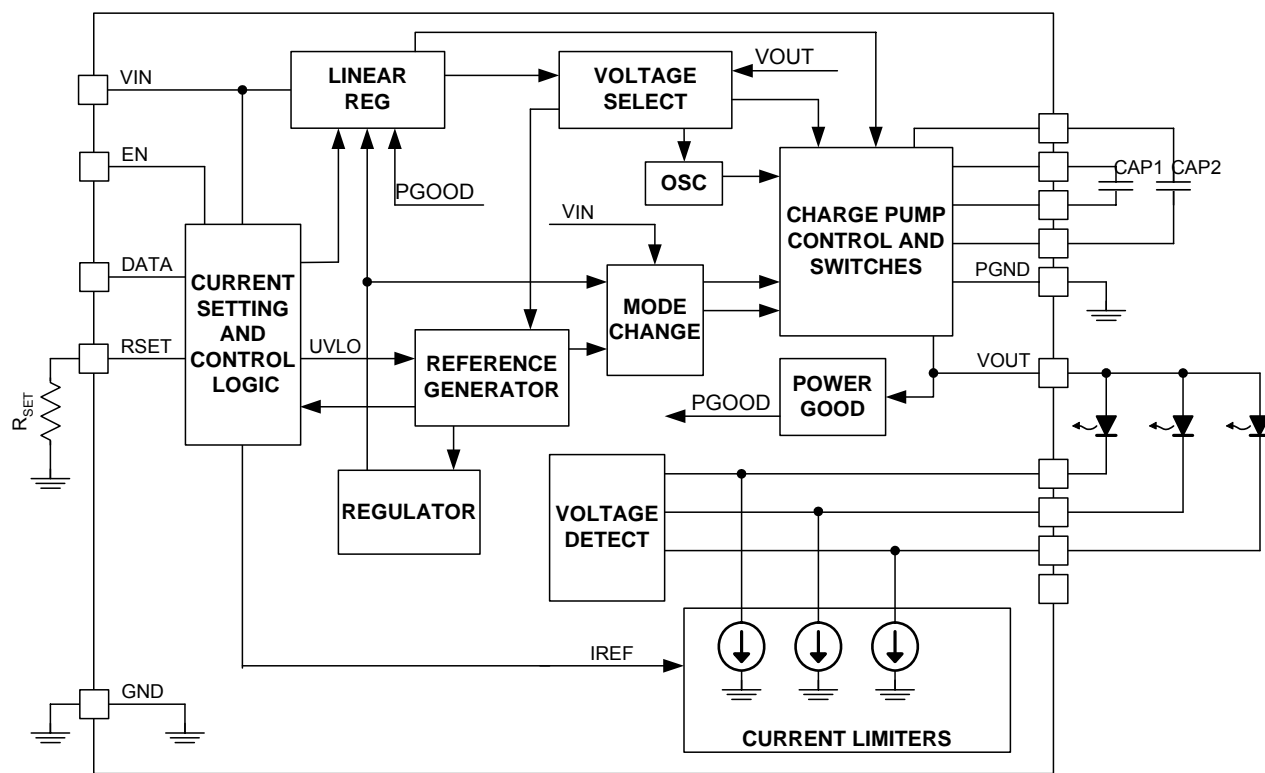 VIN
LINEAR
REG
VOLTAGE
SELECT
VOUT
EN
PGOOD
OSC
CAP1
CAP2
VIN
CHARGE PUMP
CONTROL AND
SWITCHES
DATA
CURRENT
SETTING
AND
CONTROL
LOGIC
MODE
CHANGE
PGND
RSET
UVLO
REFERENCE
GENERATOR
VOUT
POWER
GOOD
PGOOD
RSET
REGULATOR
VOLTAGE
DETECT
IREF
GND
CURRENT LIMITERS